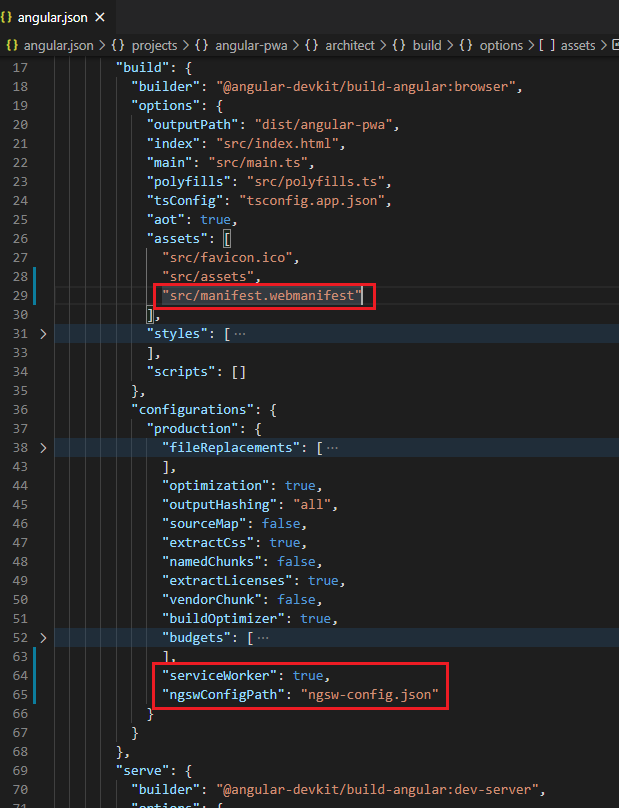 {} angular.json ×
{} angular.json > {} projects > {} angular-pwa > {} architect > {} build > {} options > [ ] assets >
17 "build": {
18 "builder": "@angular-devkit/build-angular:browser",
19 "options": {
20 "outputPath": "dist/angular-pwa",
21 "index": "src/index.html",
22 "main": "src/main.ts",
23 "polyfills": "src/polyfills.ts",
24 "tsConfig": "tsconfig.app.json",
25 "aot": true,
26 "assets": [
27 "src/favicon.ico",
28 "src/assets",
29 "src/manifest.webmanifest"
30 ],
31 > "styles": [ ···
33 ],
34 "scripts": []
35 },
36 "configurations": {
37 "production": {
38 > "fileReplacements": [ ···
43 ],
44 "optimization": true,
45 "outputHashing": "all",
46 "sourceMap": false,
47 "extractCss": true,
48 "namedChunks": false,
49 "extractLicenses": true,
50 "vendorChunk": false,
51 "buildOptimizer": true,
52 > "budgets": [ ···
63 ],
64 "serviceWorker": true,
65 "ngswConfigPath": "ngsw-config.json"
66 }
67 }
68 },
69 "serve": {
70 "builder": "@angular-devkit/build-angular:dev-server",
71 "options": {